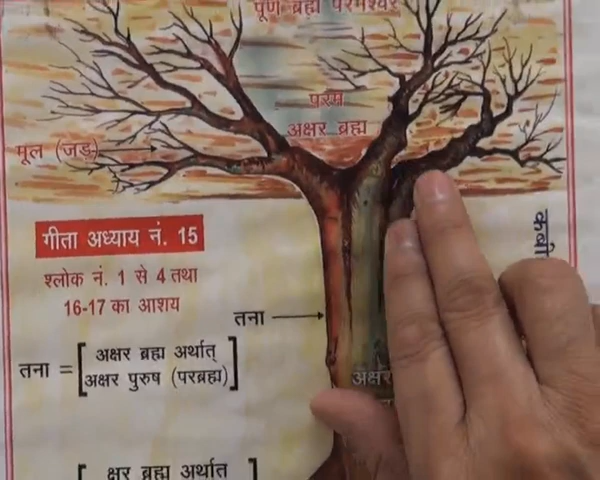 पूर्ण ब्रह्म परमेश्वर
परम
अक्षर ब्रह्म
मूल (जड़)
गीता अध्याय नं. 15
श्लोक नं. 1 से 4 तथा
16-17 का आशय
तना
तना = [अक्षर ब्रह्म अर्थात्
अक्षर पुरुष (परब्रह्म)]
अक्षर
[क्षर ब्रह्म अर्थात]